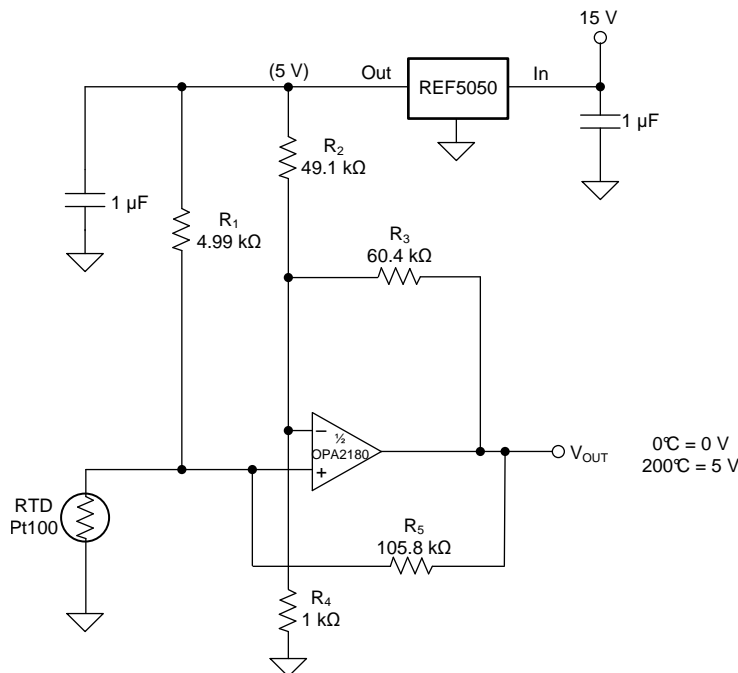 15 V
(5 V)
Out
REF5050
In
1 µF
R2
49.1 kΩ
1 µF
R1
4.99 kΩ
R3
60.4 kΩ
½
OPA2180
−
+
VOUT
0°C = 0 V
200°C = 5 V
RTD
Pt100
R5
105.8 kΩ
R4
1 kΩ